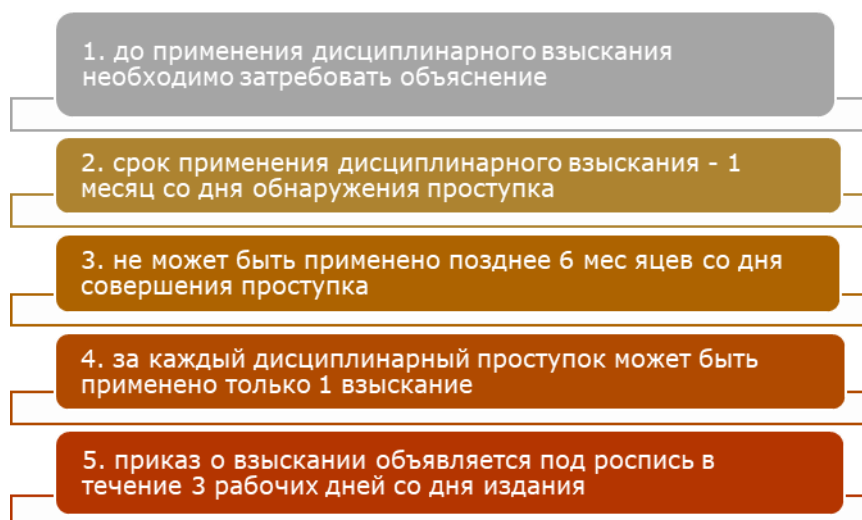 1. до применения дисциплинарного взыскания
необходимо затребовать объяснение
2. срок применения дисциплинарного взыскания - 1
месяц со дня обнаружения проступка
3. не может быть применено позднее 6 мес яцев со дня
совершения проступка
4. за каждый дисциплинарный проступок может быть
применено только 1 взыскание
5. приказ о взыскании объявляется под роспись в
течение 3 рабочих дней со дня издания